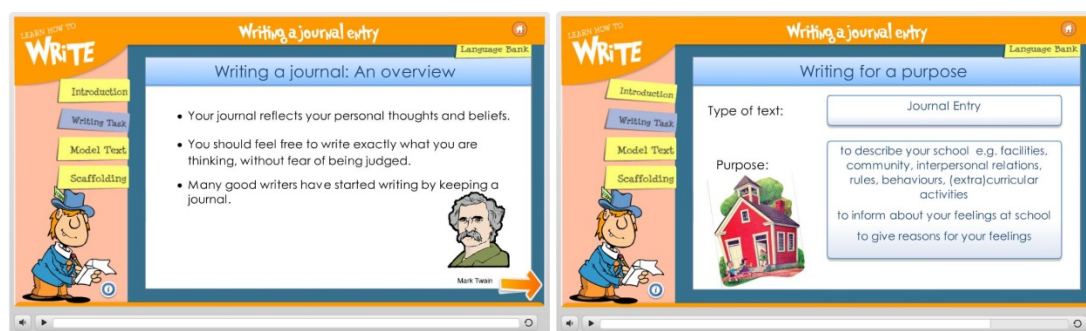 LEARN HOW TO
WRiTE
Writing a journal entry
Language Bank
Introduction
Writing Task
Model Text
Scaffolding
Writing a journal: An overview
• Your journal reflects your personal thoughts and beliefs.
• You should feel free to write exactly what you are
thinking, without fear of being judged.
• Many good writers have started writing by keeping a
journal.
Mark Twain
LEARN HOW TO
WRiTE
Writing a journal entry
Language Bank
Introduction
Writing Task
Model Text
Scaffolding
Writing for a purpose
Type of text:
Journal Entry
Purpose:
to describe your school e.g. facilities,
community, interpersonal relations,
rules, behaviours, (extra)curricular
activities
to inform about your feelings at school
to give reasons for your feelings